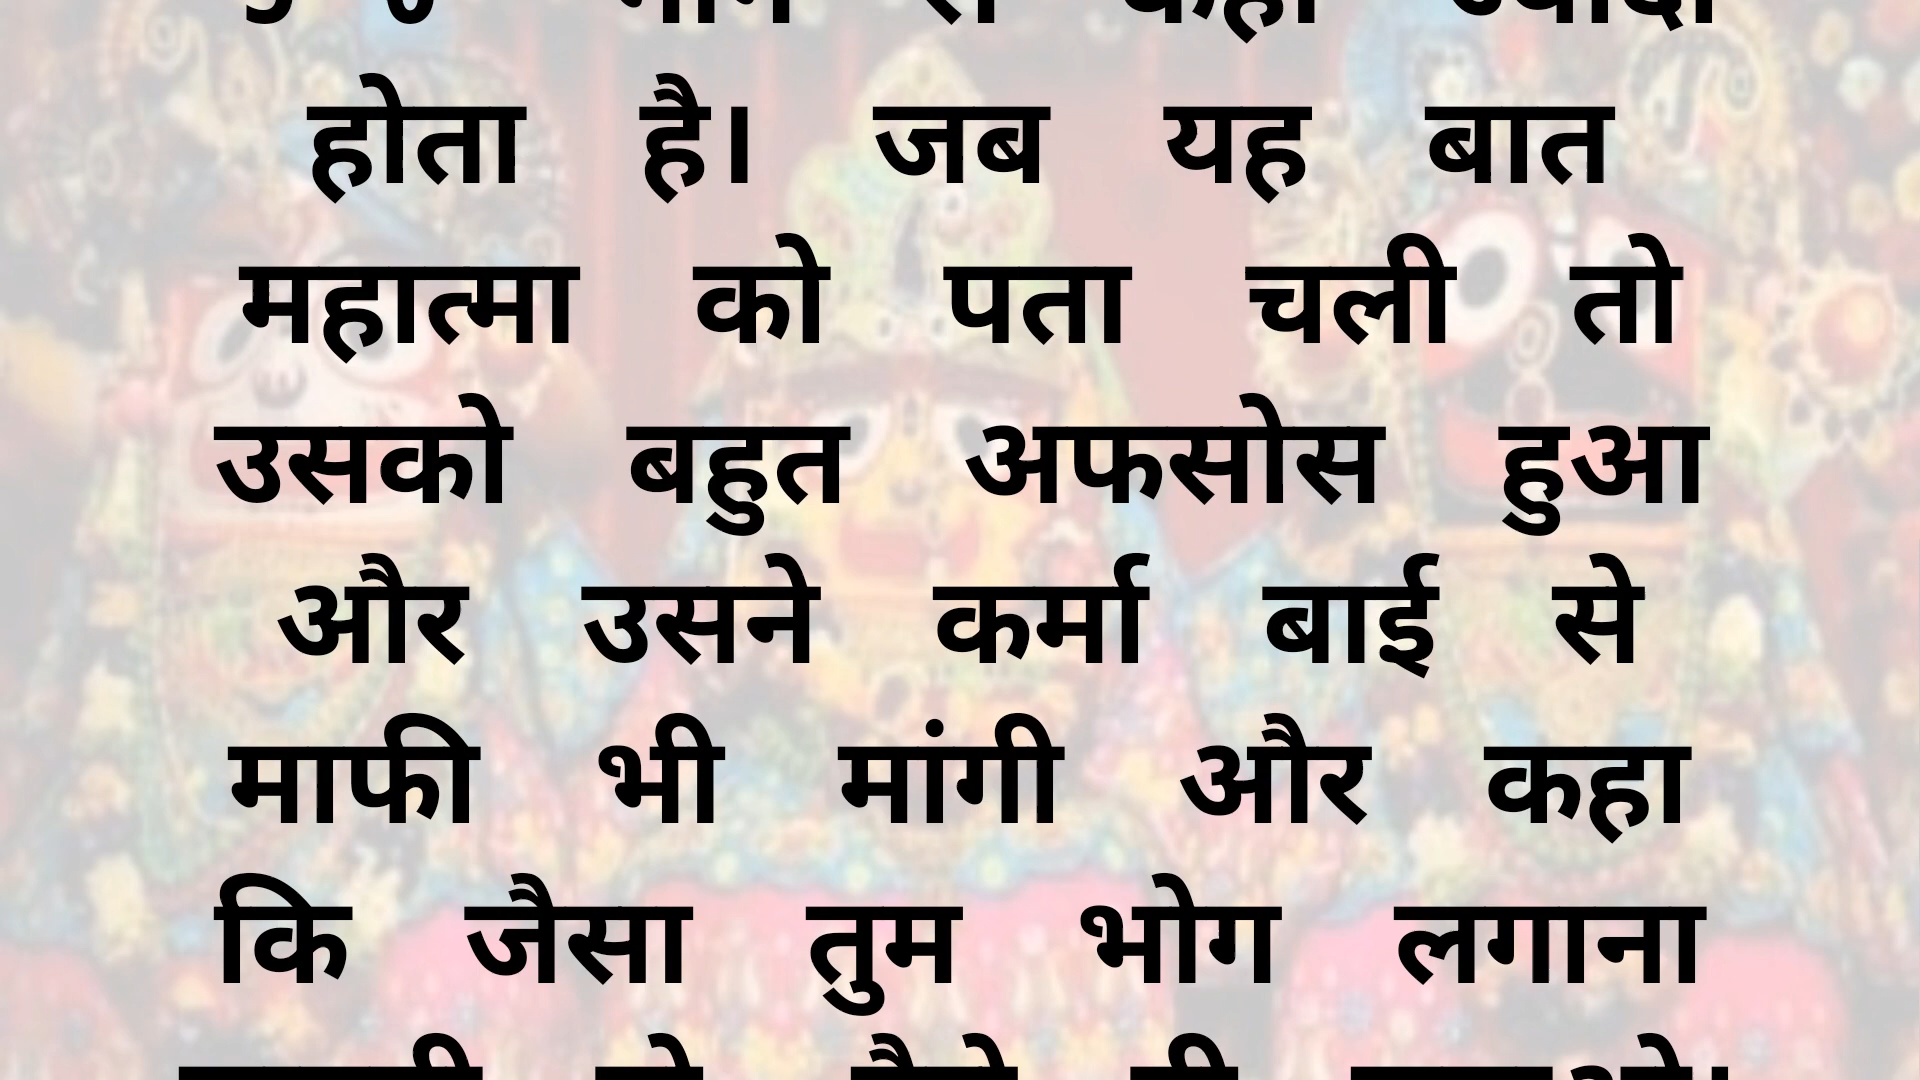 होता है। जब यह बात
महात्मा को पता चली तो
उसको बहुत अफसोस हुआ
और उसने कर्मा बाई से
माफी भी मांगी और कहा
कि जैसा तुम भोग लगाना